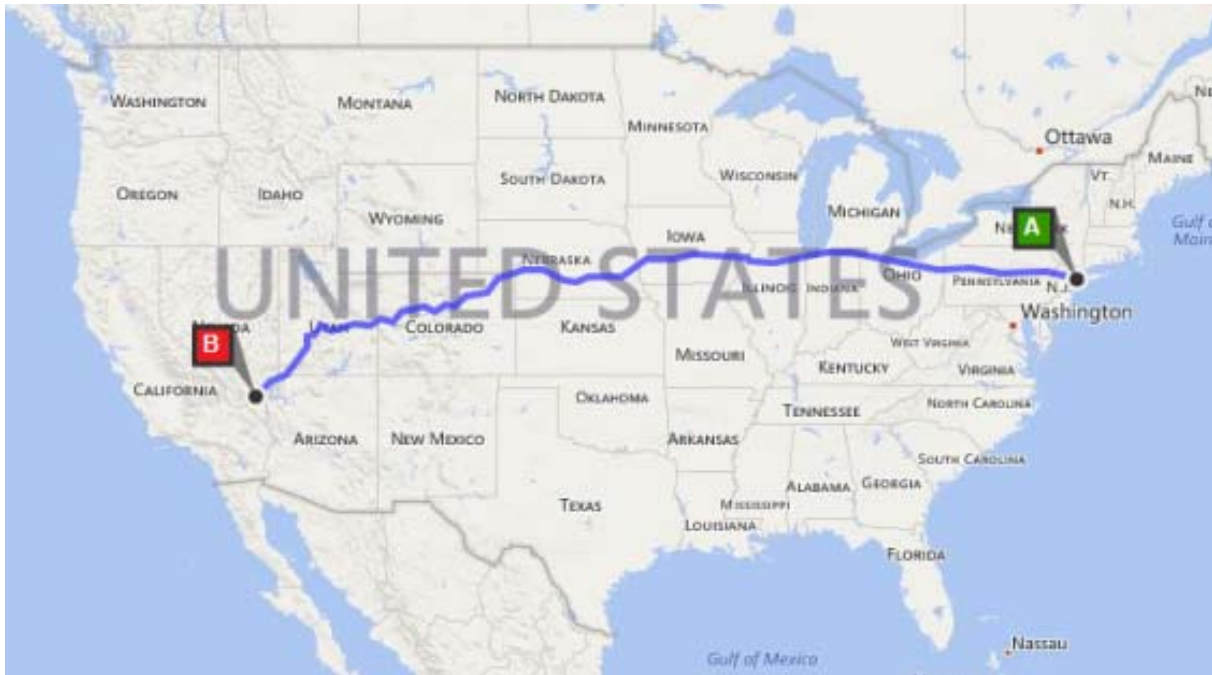 WASHINGTON
MONTANA
NORTH DAKOTA
MINNESOTA
Ottawa
OREGON
IDAHO
SOUTH DAKOTA
WISCONSIN
MAINE
VT.
WYOMING
MICHIGAN
N.H.
A
Gulf
IOWA
NEBRASKA
UNITED STATES
OHIO
PENNSYLVANIA
N.J.
ILLINOIS
INDIANA
Washington
B
UTAH
COLORADO
KANSAS
MISSOURI
WEST VIRGINIA
KENTUCKY
VIRGINIA
CALIFORNIA
OKLAHOMA
TENNESSEE
NORTH CAROLINA
ARIZONA
NEW MEXICO
ARKANSAS
SOUTH CAROLINA
ALABAMA
GEORGIA
TEXAS
MISSISSIPPI
LOUISIANA
FLORIDA
Nassau
Gulf of Mexico